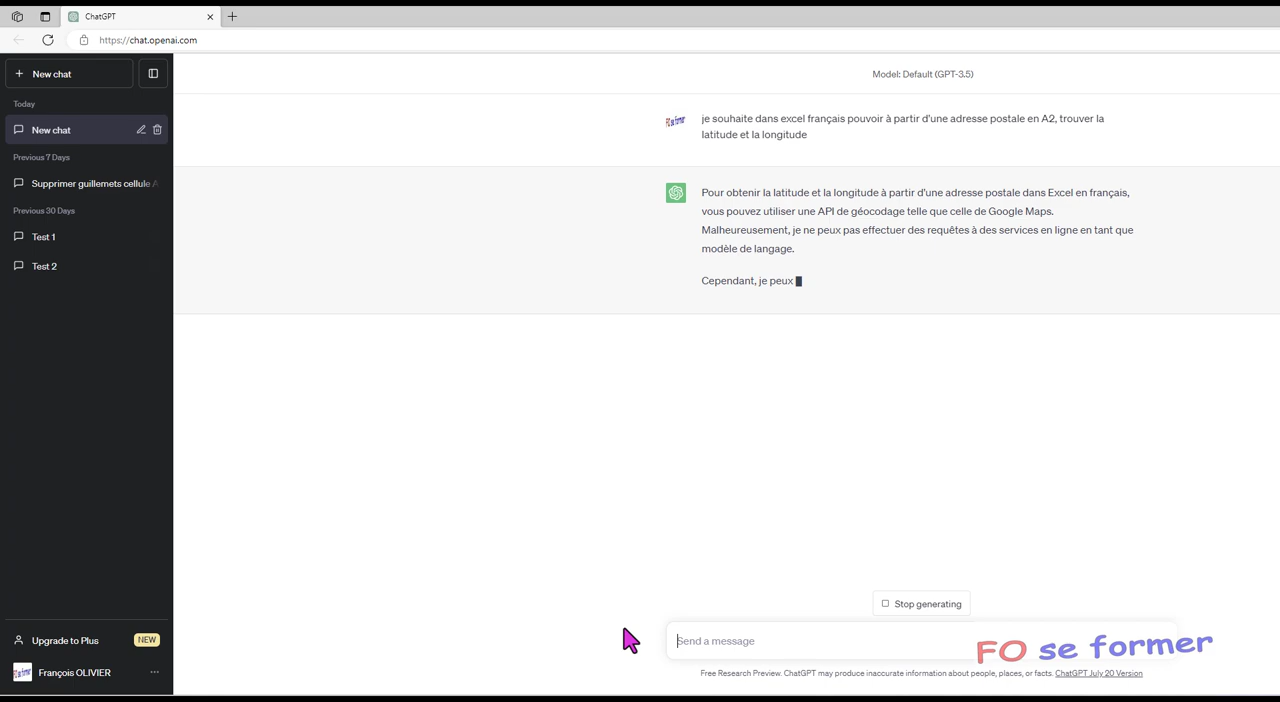 ChatGPT
https://chat.openai.com
New chat
Today
New chat
Previous 7 Days
Supprimer guillemets cellule A
Previous 30 Days
Test 1
Test 2
Upgrade to Plus
NEW
François OLIVIER
Model: Default (GPT-3.5)
FO se former
je souhaite dans excel français pouvoir à partir d'une adresse postale en A2, trouver la
latitude et la longitude
Pour obtenir la latitude et la longitude à partir d'une adresse postale dans Excel en français,
vous pouvez utiliser une API de géocodage telle que celle de Google Maps.
Malheureusement, je ne peux pas effectuer des requêtes à des services en ligne en tant que
modèle de langage.
Cependant, je peux
Stop generating
Send a message
FO se former
Free Research Preview. ChatGPT may produce inaccurate information about people, places, or facts. ChatGPT July 20 Version